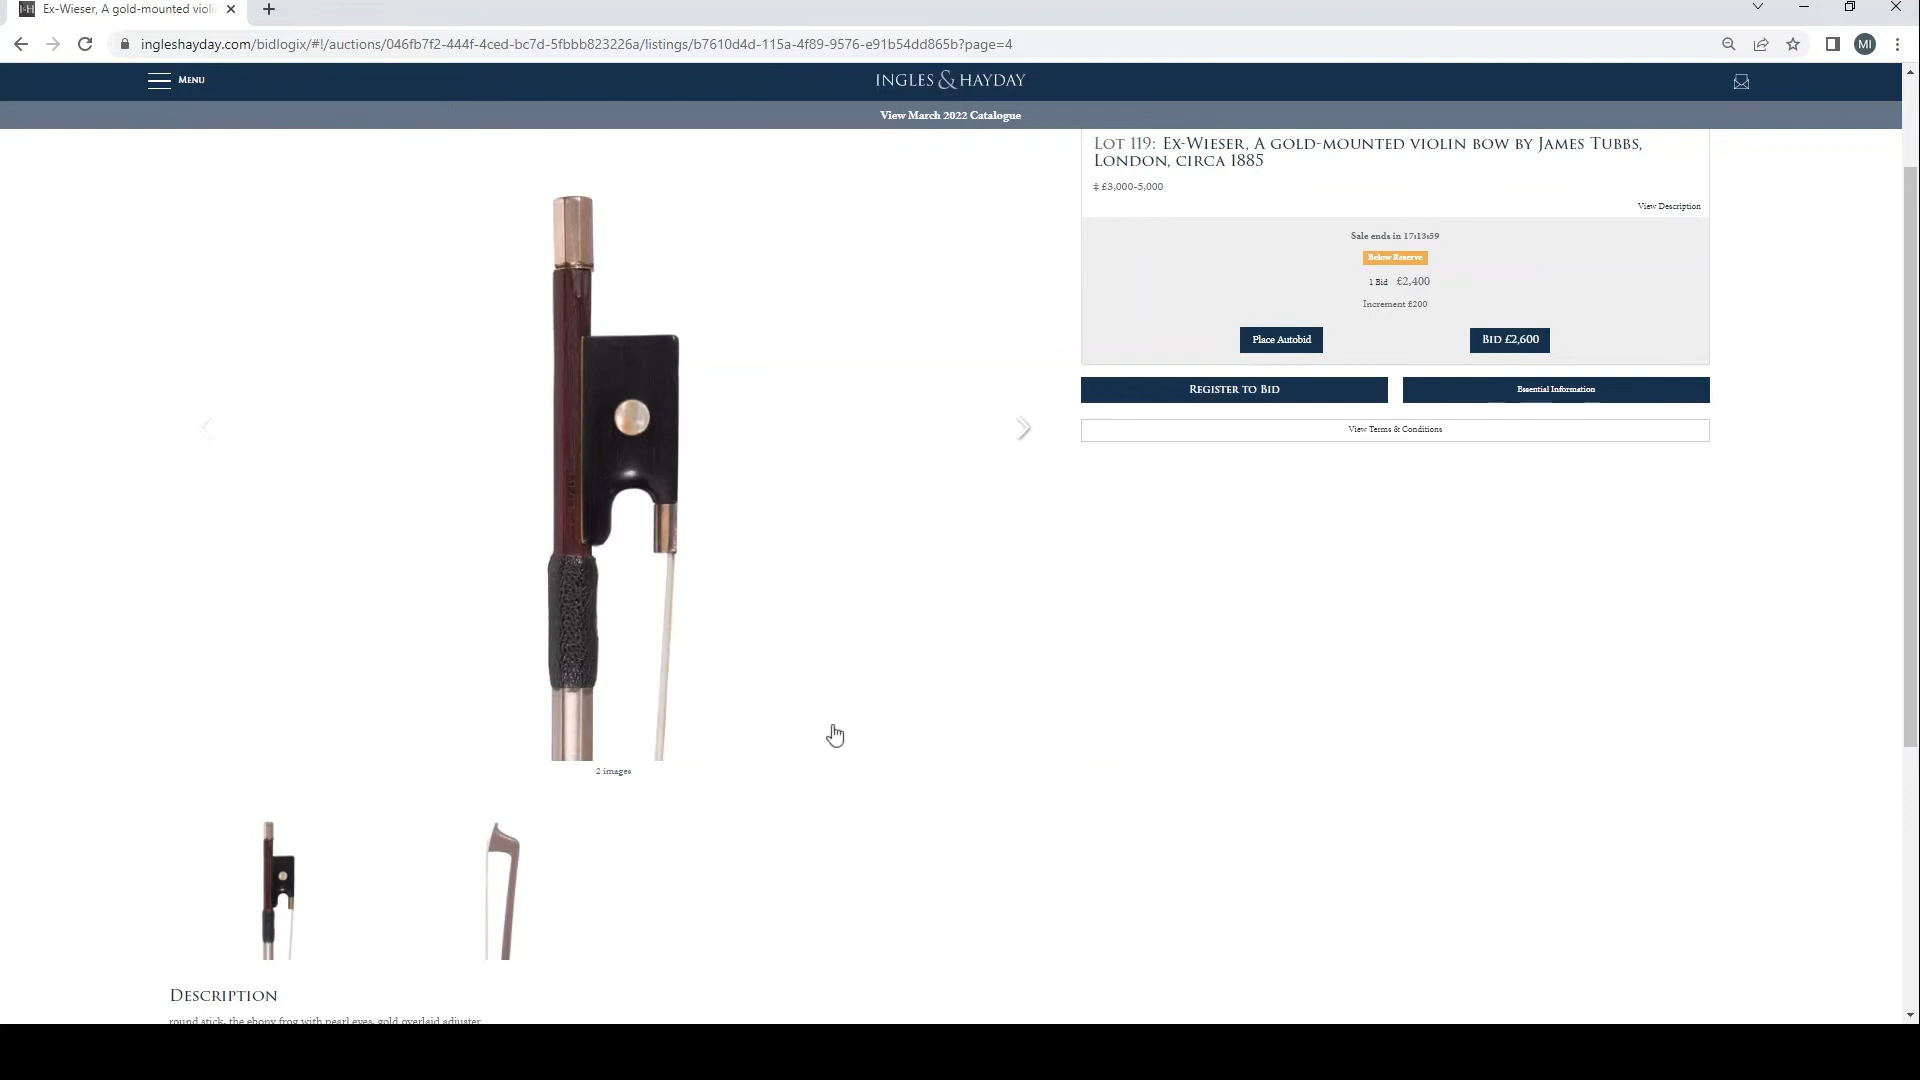 I&H Ex-Wieser, A gold-mounted violi
ingleshayday.com/bidlogix/#!/auctions/046fb7f2-444f-4ced-bc7d-5fbbb823226a/listings/b7610d4d-115a-4f89-9576-e91b54dd865b?page=4
MI
MENU
INGLES & HAYDAY
View March 2022 Catalogue
LOT 119: EX-WIESER, A GOLD-MOUNTED VIOLIN BOW BY JAMES TUBBS,
LONDON, CIRCA 1885
‡ £3,000-5,000
View Description
Sale ends in 17:13:59
Below Reserve
1 Bid £2,400
Increment £200
Place Autobid
BID £2,600
REGISTER TO BID
Essential Information
View Terms & Conditions
2 images
DESCRIPTION
round stick, the ebony frog with pearl eyes, gold overlaid adjuster